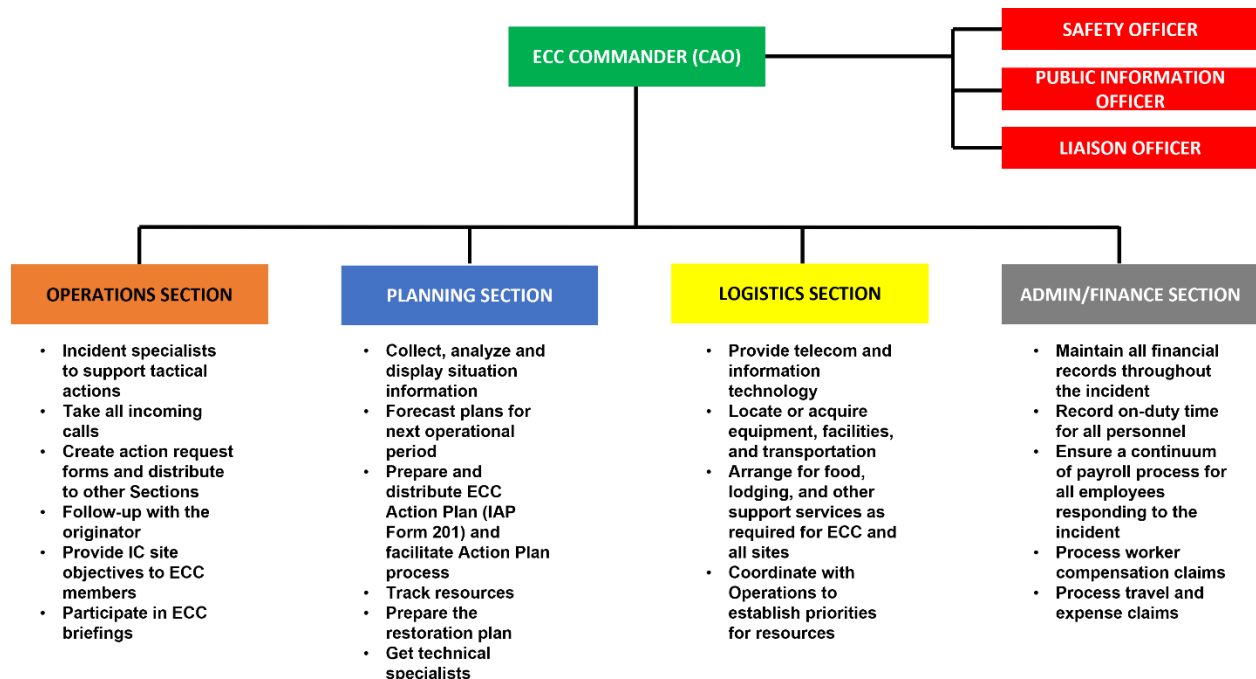 ECC COMMANDER (CAO)
SAFETY OFFICER
PUBLIC INFORMATION
OFFICER
LIAISON OFFICER
OPERATIONS SECTION
• Incident specialists
to support tactical
actions
• Take all incoming
calls
• Create action request
forms and distribute
to other Sections
• Follow-up with the
originator
• Provide IC site
objectives to ECC
members
• Participate in ECC
briefings
PLANNING SECTION
• Collect, analyze and
display situation
information
• Forecast plans for
next operational
period
• Prepare and
distribute ECC
Action Plan (IAP
Form 201) and
facilitate Action Plan
process
• Track resources
• Prepare the
restoration plan
• Get technical
specialists
LOGISTICS SECTION
• Provide telecom and
information
technology
• Locate or acquire
equipment, facilities,
and transportation
• Arrange for food,
lodging, and other
support services as
required for ECC and
all sites
• Coordinate with
Operations to
establish priorities
for resources
ADMIN/FINANCE SECTION
• Maintain all financial
records throughout
the incident
• Record on-duty time
for all personnel
• Ensure a continuum
of payroll process for
all employees
responding to the
incident
• Process worker
compensation claims
• Process travel and
expense claims